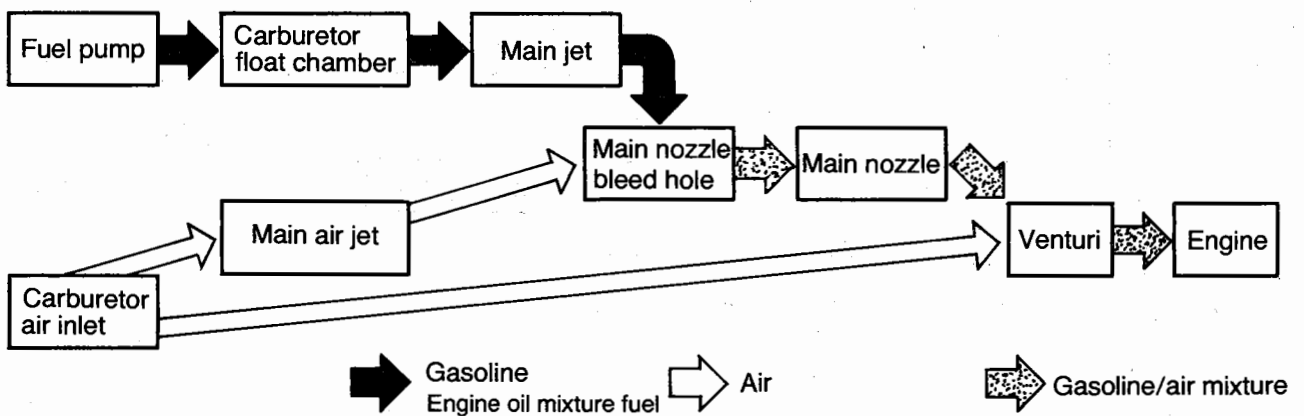 Fuel pump
Carburetor
float chamber
Main jet
Main nozzle
bleed hole
Main nozzle
Main air jet
Venturi
Engine
Carburetor
air inlet
Gasoline
Engine oil mixture fuel
Air
Gasoline/air mixture